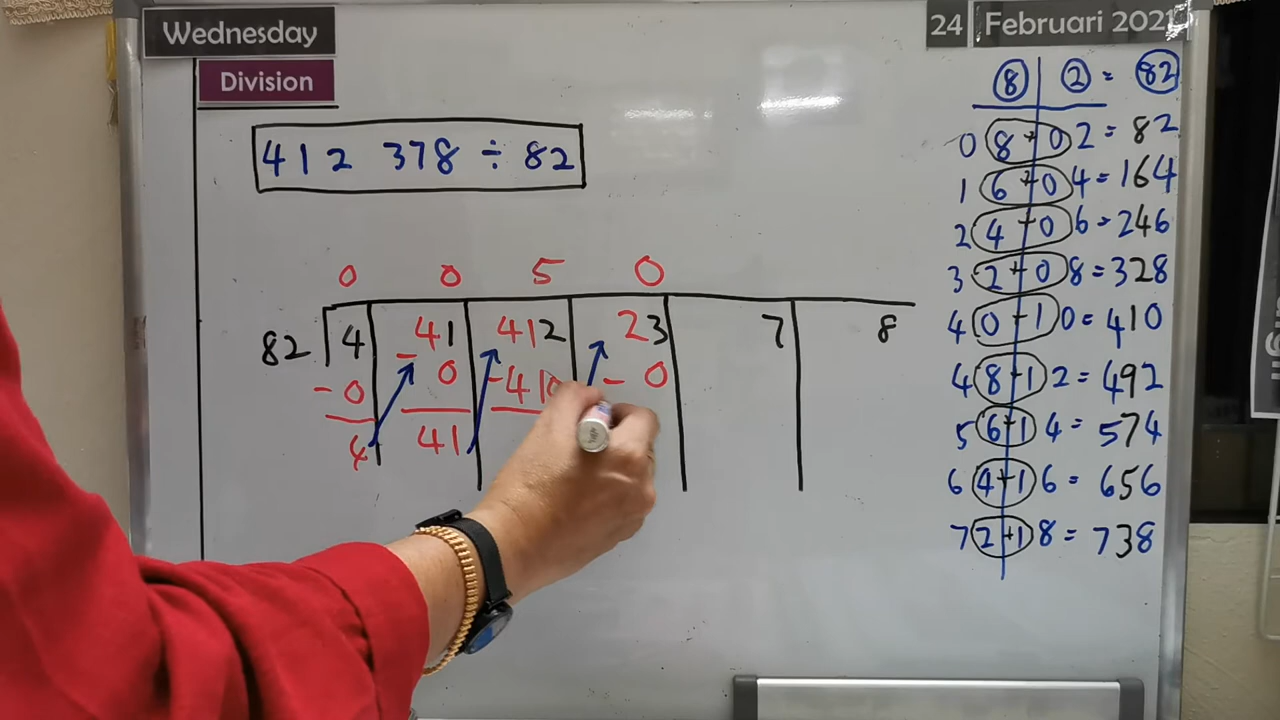 Wednesday
24 Februari 2021
Division
412 378 ÷ 82
0 0 5 0
82 4 41 412 23 7 8
- 0 - 0 - 410 - 0
4 41
8 2 = 82
0 8 + 0 2 = 82
1 6 + 0 4 = 164
2 4 + 0 6 = 246
3 2 + 0 8 = 328
4 0 + 1 0 = 410
4 8 + 1 2 = 492
5 6 + 1 4 = 574
6 4 + 1 6 = 656
7 2 + 1 8 = 738